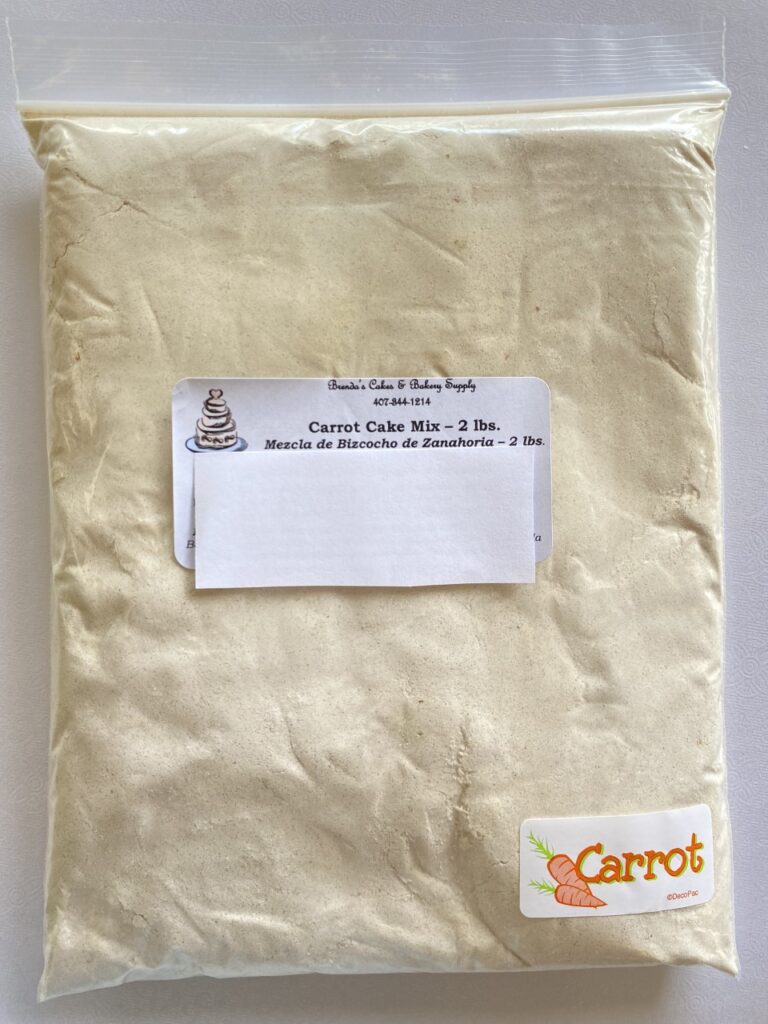 Brenda's Cakes & Bakery Supply
407-844-1214
Carrot Cake Mix – 2 lbs.
Mezcla de Bizcocho de Zanahoria – 2 lbs.
Carrot
©DecoPac